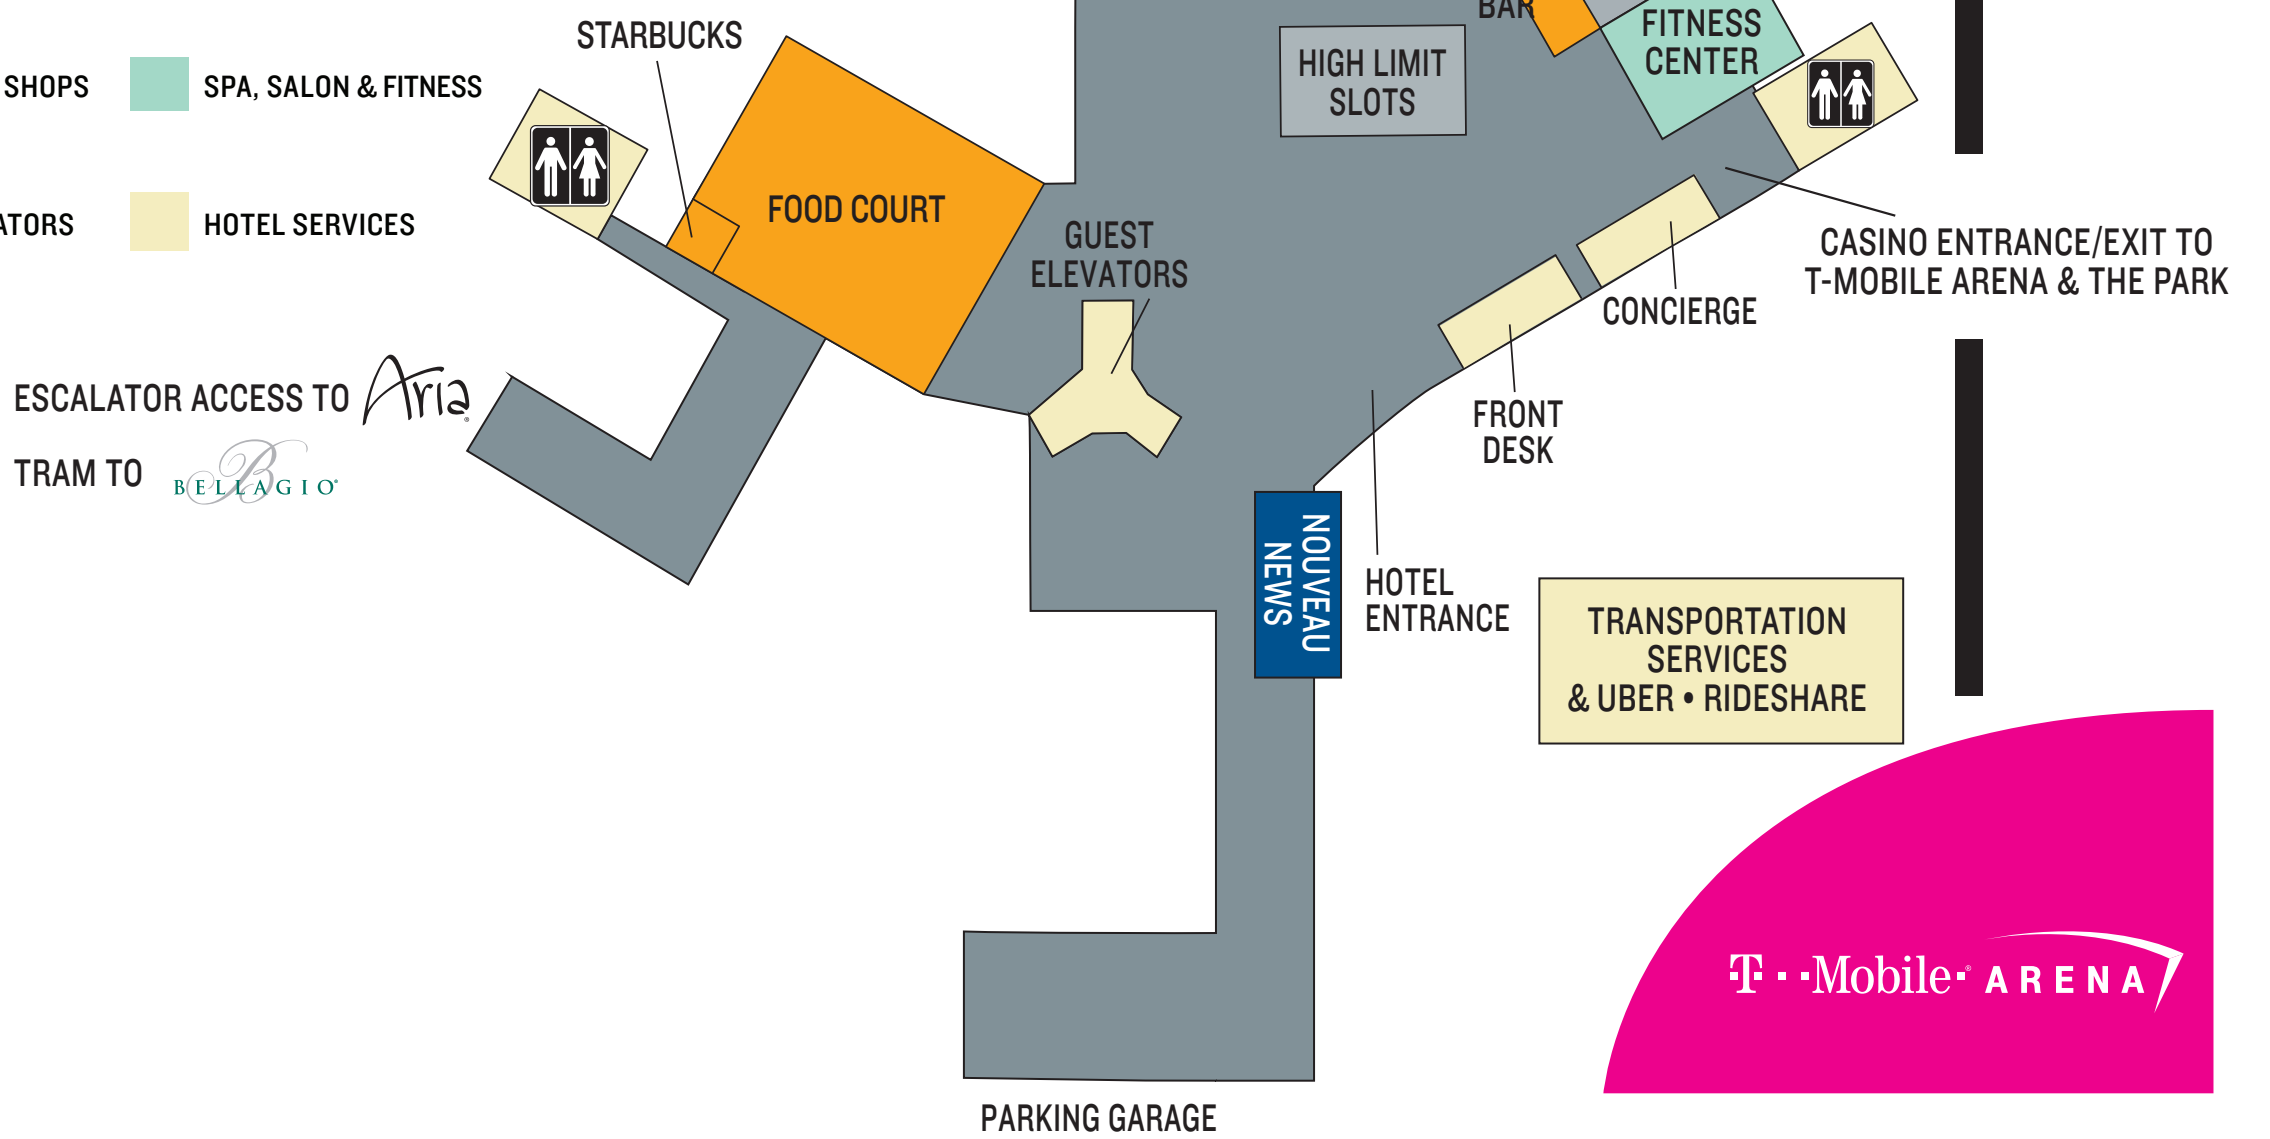 BAR
FITNESS
CENTER
STARBUCKS
HIGH LIMIT
SLOTS
SHOPS
SPA, SALON & FITNESS
FOOD COURT
ATORS
HOTEL SERVICES
GUEST
ELEVATORS
CASINO ENTRANCE/EXIT TO
T-MOBILE ARENA & THE PARK
CONCIERGE
ESCALATOR ACCESS TO Aria®
FRONT
DESK
TRAM TO B BELLAGIO®
NOUVEAU
NEWS
HOTEL
ENTRANCE
TRANSPORTATION
SERVICES
& UBER • RIDESHARE
T · · Mobile · ® ARENA
PARKING GARAGE